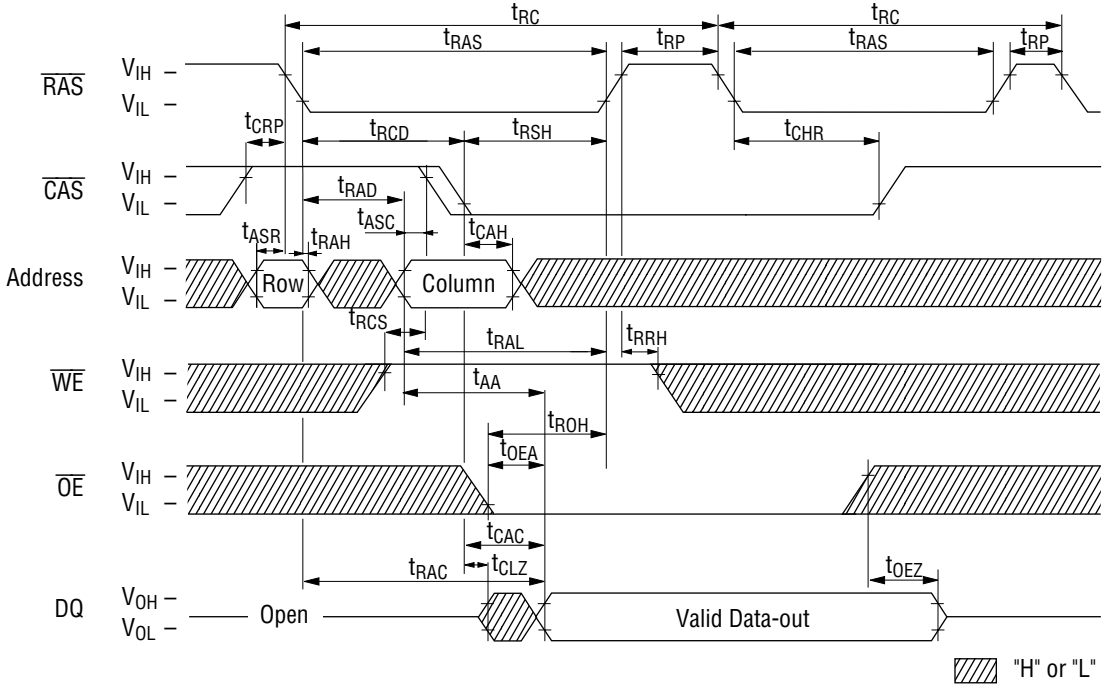 tRC tRC
tRAS tRP tRAS tRP
RAS VIH –
VIL –
tCRP tRCD tRSH tCHR
CAS VIH –
VIL –
tRAD
tASC
tASR tRAH tCAH
Address VIH –
VIL –
Row Column
tRCS tRAL tRRH
WE VIH –
VIL –
tAA
tROH
tOEA
OE VIH –
VIL –
tCAC
tRAC tCLZ tOEZ
DQ VOH –
VOL –
Open Valid Data-out
"H" or "L"